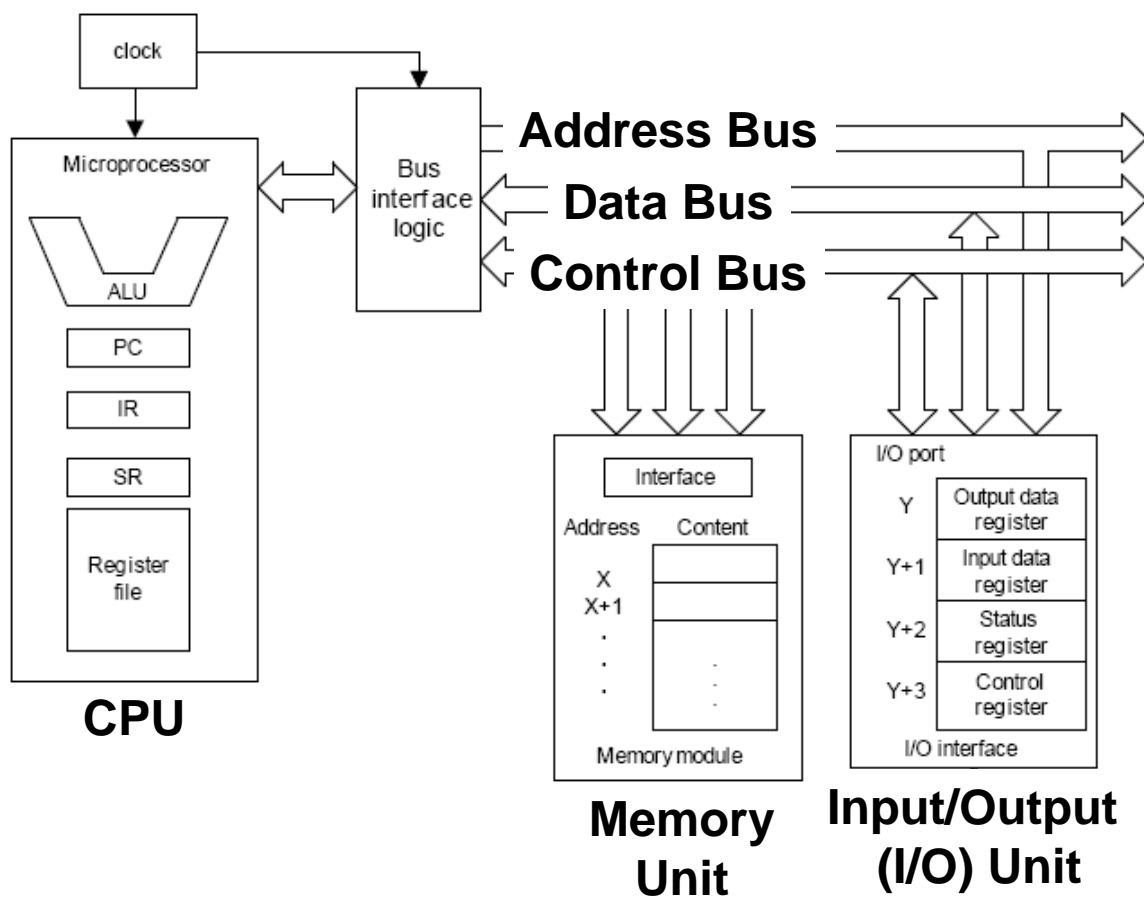 clock
Microprocessor
ALU
PC
IR
SR
Register
file
CPU
Bus
interface
logic
Address Bus
Data Bus
Control Bus
Interface
Address Content
X
X+1
.
.
.
.
.
.
Memory module
Memory
Unit
I/O port
Y
Output data
register
Y+1
Input data
register
Y+2
Status
register
Y+3
Control
register
I/O interface
Input/Output
(I/O) Unit